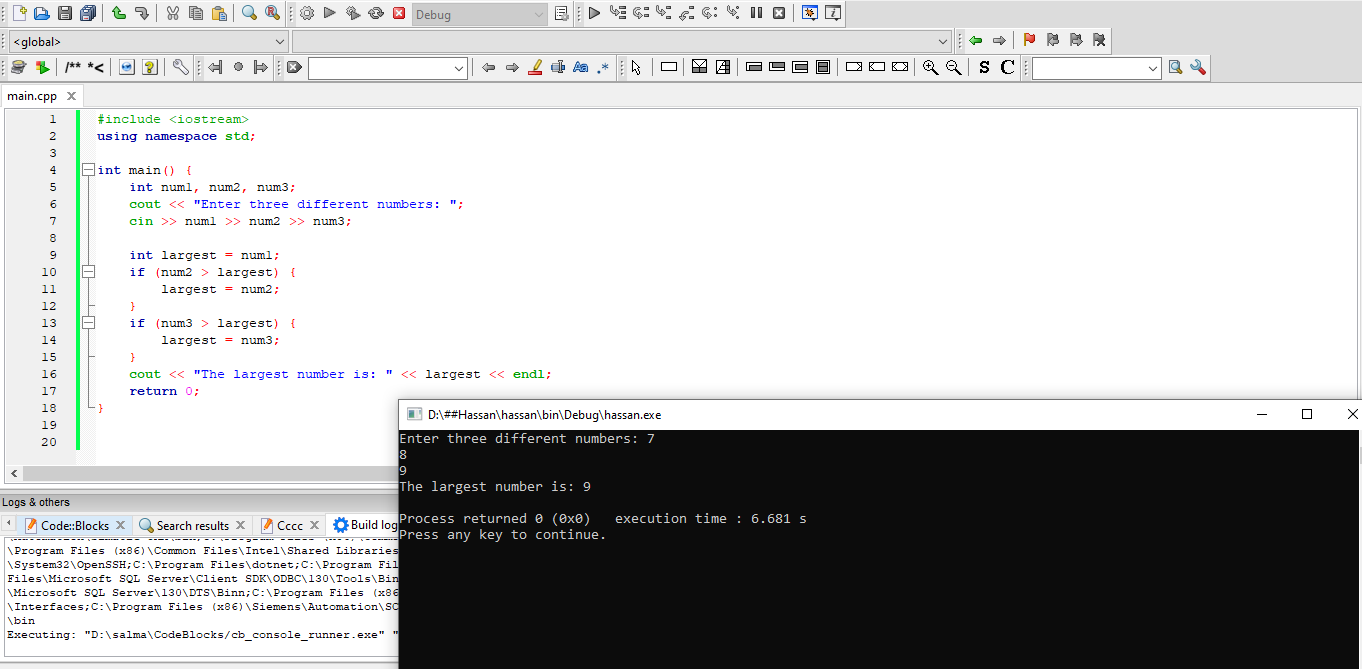 Debug
<global>
/** *<
Aa .*
S C
main.cpp
1 #include <iostream>
2 using namespace std;
3
4 int main() {
5 int num1, num2, num3;
6 cout << "Enter three different numbers: ";
7 cin >> num1 >> num2 >> num3;
8
9 int largest = num1;
10 if (num2 > largest) {
11 largest = num2;
12 }
13 if (num3 > largest) {
14 largest = num3;
15 }
16 cout << "The largest number is: " << largest << endl;
17 return 0;
18 }
19
20
D:\##Hassan\hassan\bin\Debug\hassan.exe
Enter three different numbers: 7
8
9
The largest number is: 9
Process returned 0 (0x0) execution time : 6.681 s
Press any key to continue.
Logs & others
Code::Blocks Search results Cccc Build log
\Program Files (x86)\Common Files\Intel\Shared Libraries
\System32\OpenSSH;C:\Program Files\dotnet;C:\Program Fil
Files\Microsoft SQL Server\Client SDK\ODBC\130\Tools\Bin
\Microsoft SQL Server\130\DTS\Binn;C:\Program Files (x86
\Interfaces;C:\Program Files (x86)\Siemens\Automation\SC
\bin
Executing: "D:\salma\CodeBlocks/cb_console_runner.exe" "